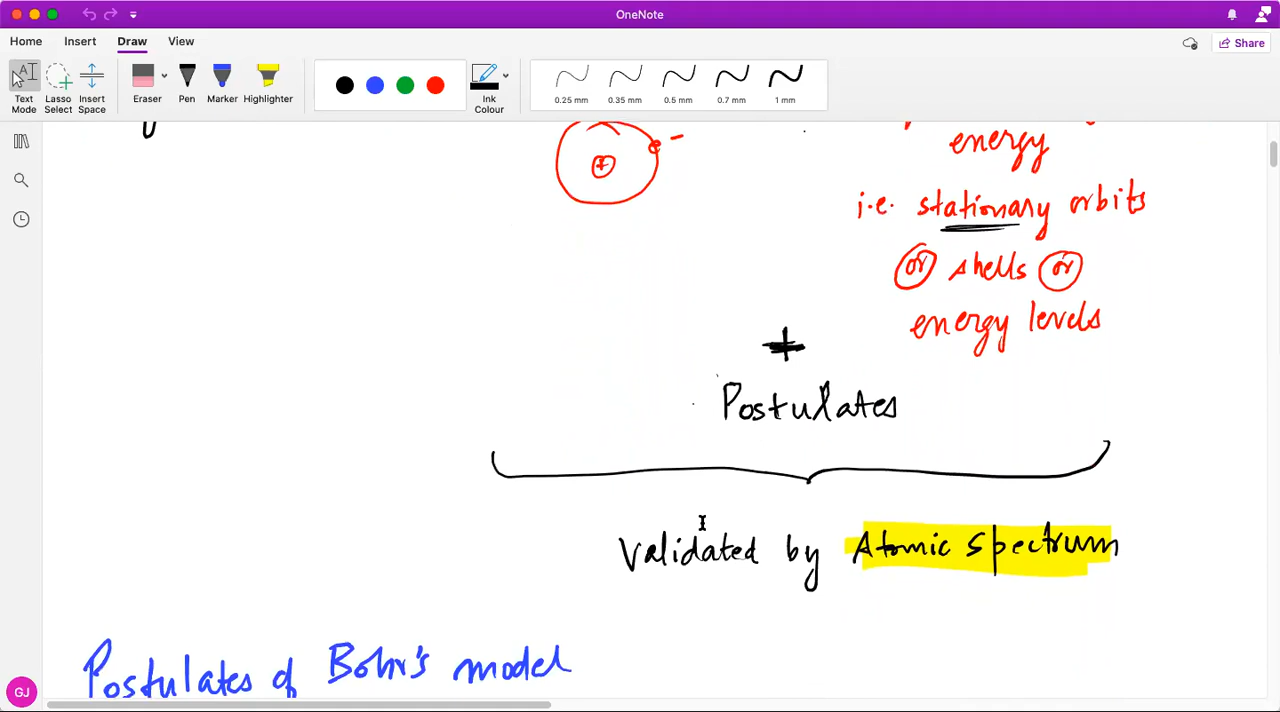 OneNote
Home Insert Draw View
Share
Text Mode
Lasso Select
Insert Space
Eraser
Pen
Marker
Highlighter
Ink Colour
0.25 mm
0.35 mm
0.5 mm
0.7 mm
1 mm
energy
i.e. stationary orbits
or shells or
energy levels
+
Postulates
Validated by Atomic Spectrum
Postulates of Bohr's model
GJ